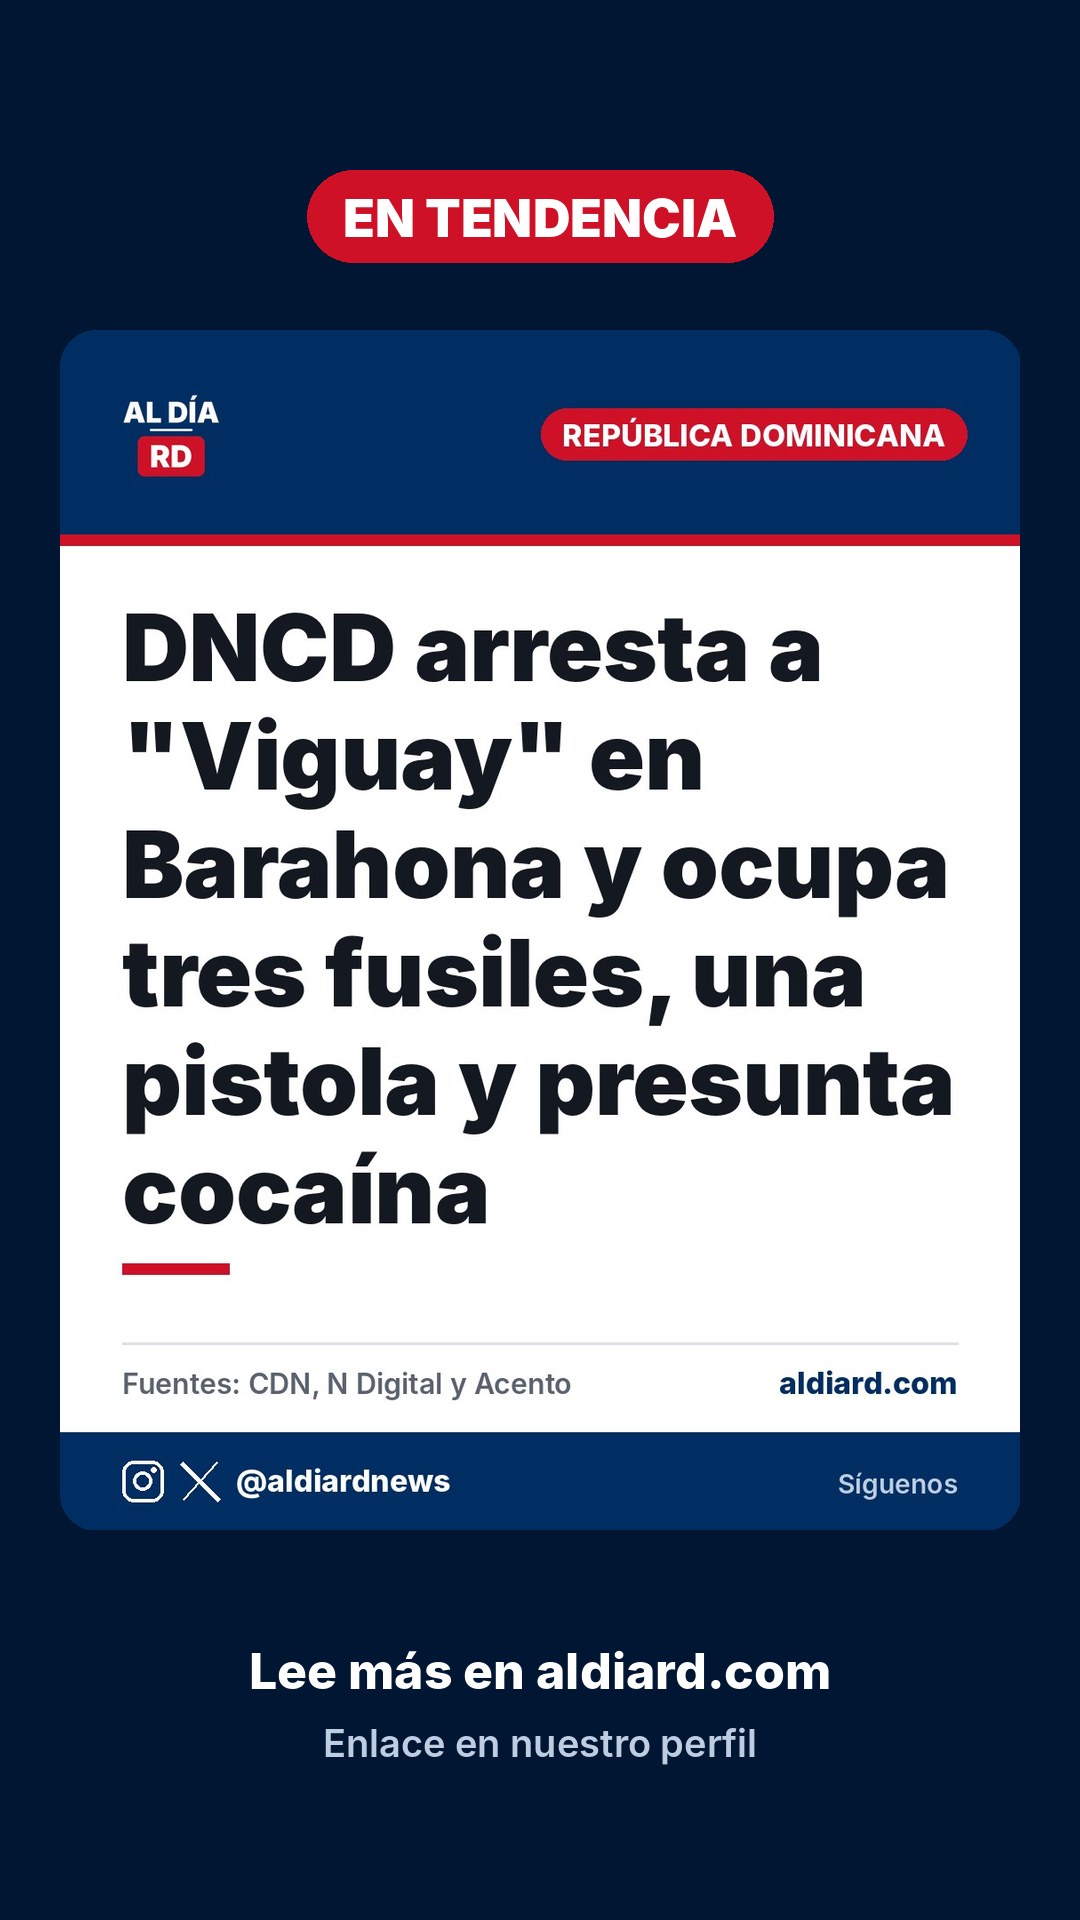 EN TENDENCIA
AL DÍA
RD
REPÚBLICA DOMINICANA
DNCD arresta a
"Viguay" en
Barahona y ocupa
tres fusiles, una
pistola y presunta
cocaína
Fuentes: CDN, N Digital y Acento
aldiard.com
@aldiardnews
Síguenos
Lee más en aldiard.com
Enlace en nuestro perfil